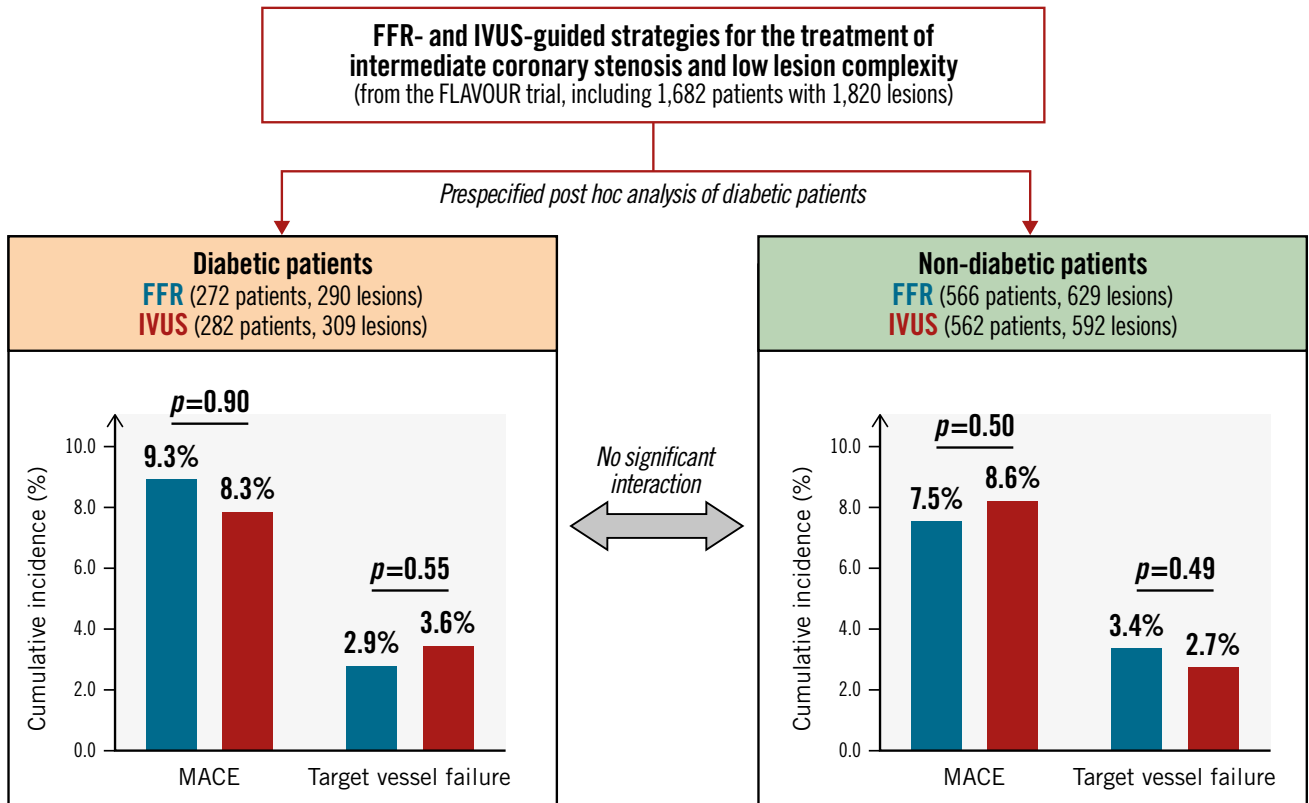 FFR- and IVUS-guided strategies for the treatment of
intermediate coronary stenosis and low lesion complexity
(from the FLAVOUR trial, including 1,682 patients with 1,820 lesions)
Prespecified post hoc analysis of diabetic patients
Diabetic patients
FFR (272 patients, 290 lesions)
IVUS (282 patients, 309 lesions)
Cumulative incidence (%)
10.0
8.0
6.0
4.0
2.0
0.0
p=0.90
9.3%
8.3%
p=0.55
2.9%
3.6%
MACE
Target vessel failure
No significant
interaction
Non-diabetic patients
FFR (566 patients, 629 lesions)
IVUS (562 patients, 592 lesions)
Cumulative incidence (%)
10.0
8.0
6.0
4.0
2.0
0.0
p=0.50
7.5%
8.6%
p=0.49
3.4%
2.7%
MACE
Target vessel failure